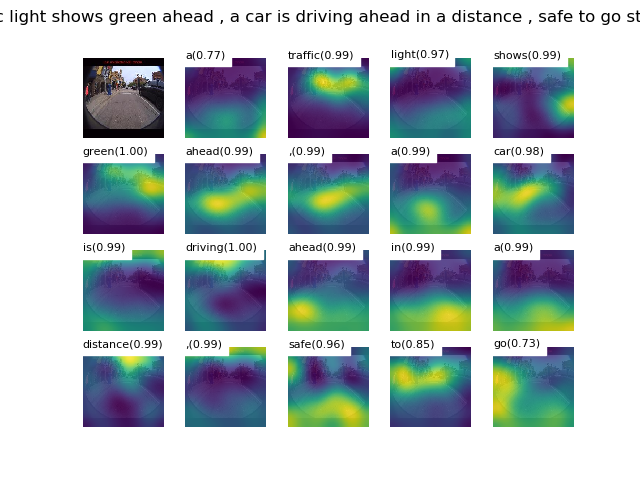 c light shows green ahead , a car is driving ahead in a distance , safe to go st
a(0.77) traffic(0.99) light(0.97) shows(0.99)
green(1.00) ahead(0.99) ,(0.99) a(0.99) car(0.98)
is(0.99) driving(1.00) ahead(0.99) in(0.99) a(0.99)
distance(0.99) ,(0.99) safe(0.96) to(0.85) go(0.73)